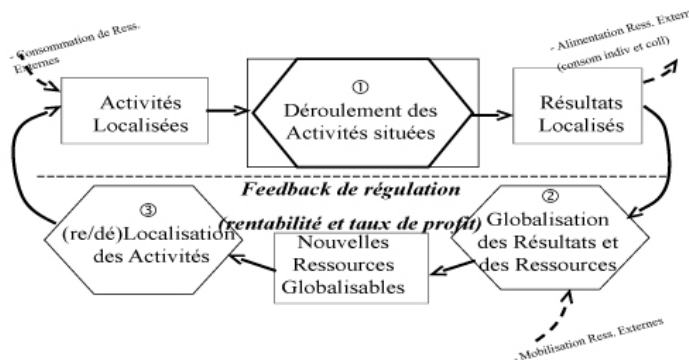 - Consommation de Ress.
Externes
- Alimentation Ress. Extern
(consom indiv et coll)
Activités
Localisées
①
Déroulement des
Activités situées
Résultats
Localisés
Feedback de régulation
(rentabilité et taux de profit)
③
(re/dé)Localisation
des Activités
Nouvelles
Ressources
Globalisables
②
Globalisation
des Résultats et
des Ressources
- Mobilisation Ress. Externes